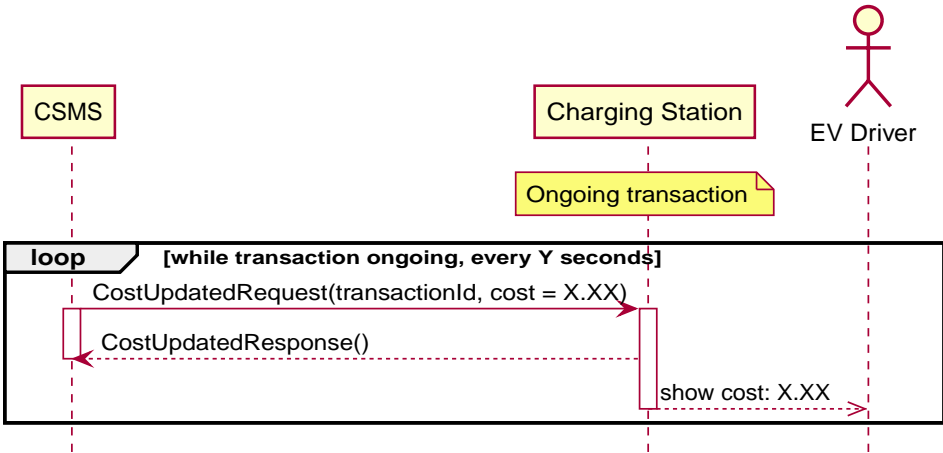 CSMS
Charging Station
EV Driver
Ongoing transaction
loop
[while transaction ongoing, every Y seconds]
CostUpdatedRequest(transactionId, cost = X.XX)
CostUpdatedResponse()
show cost: X.XX